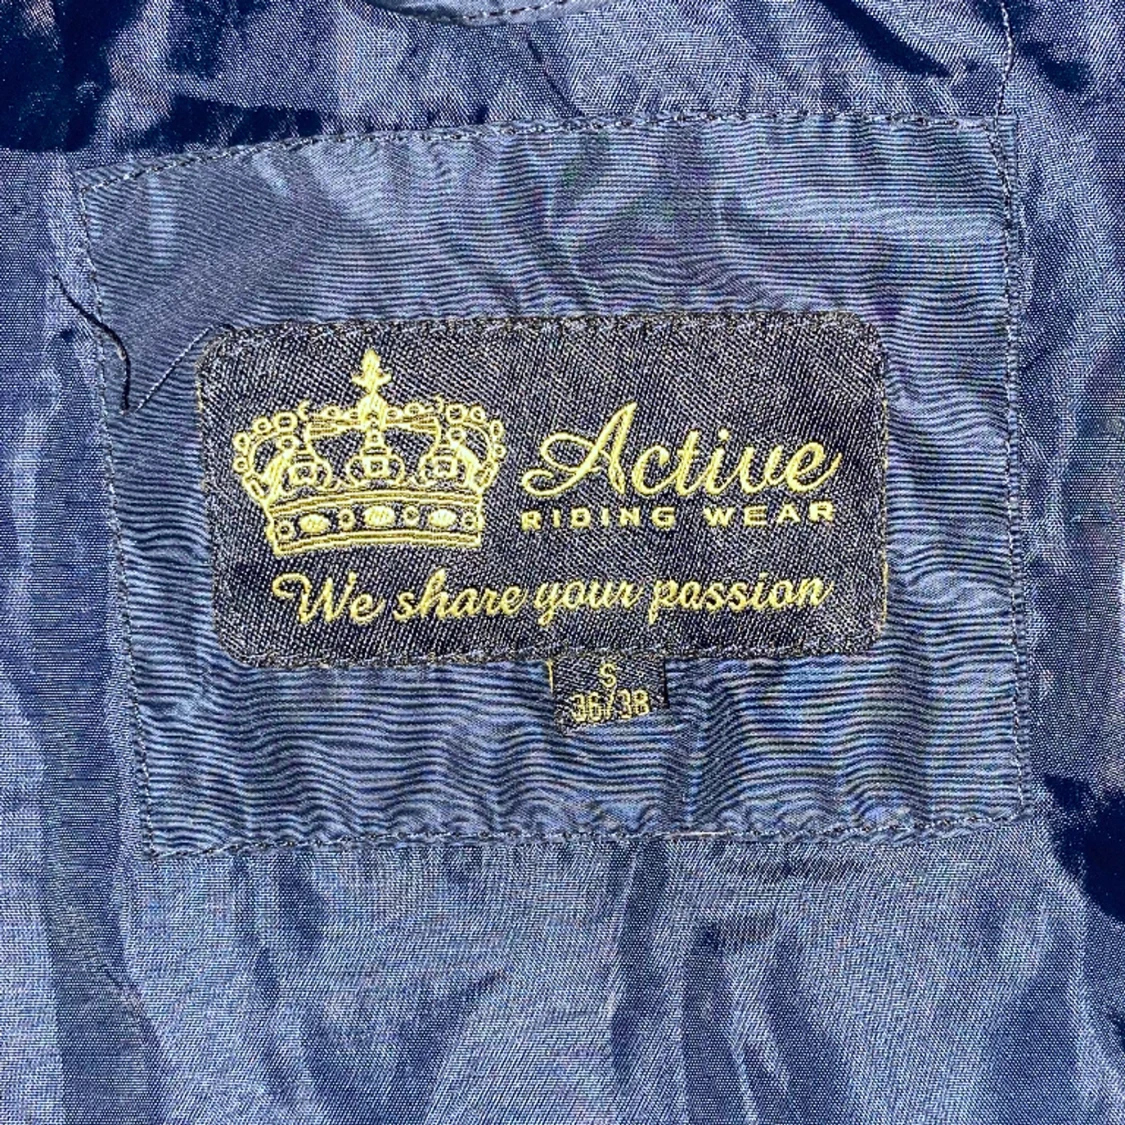 Active
RIDING WEAR
We share your passion
S
36/38